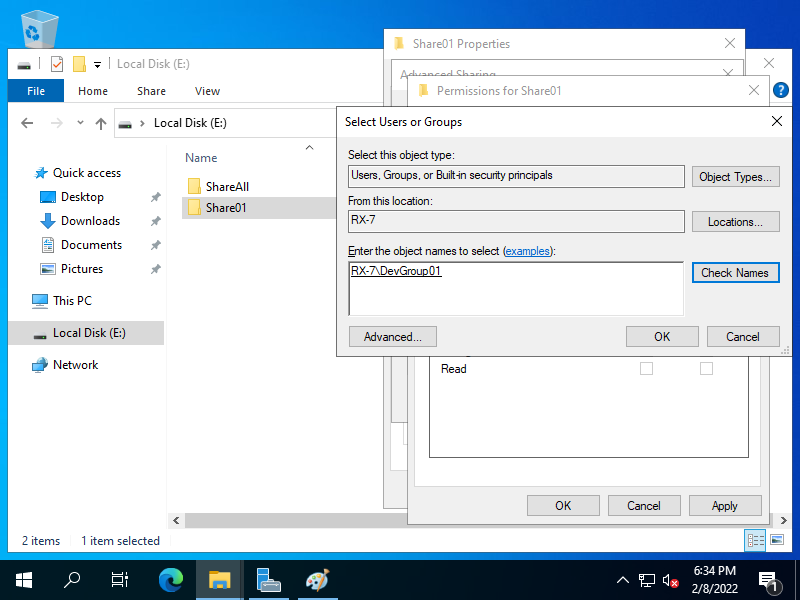 Share01 Properties
Local Disk (E:)
Advanced Sharing
File
Home
Share
View
Permissions for Share01
?
Local Disk (E:)
Select Users or Groups
Select this object type:
Users, Groups, or Built-in security principals
Object Types...
From this location:
RX-7
Locations...
Enter the object names to select (examples):
RX-7\DevGroup01
Check Names
Advanced...
OK
Cancel
Quick access
Desktop
Downloads
Documents
Pictures
This PC
Local Disk (E:)
Network
Name
ShareAll
Share01
Read
OK
Cancel
Apply
2 items
1 item selected
6:34 PM
2/8/2022
1